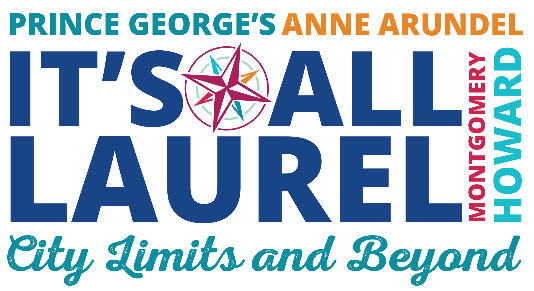 PRINCE GEORGE'S ANNE ARUNDEL
IT'S ALL
LAUREL
MONTGOMERY
HOWARD
City Limits and Beyond